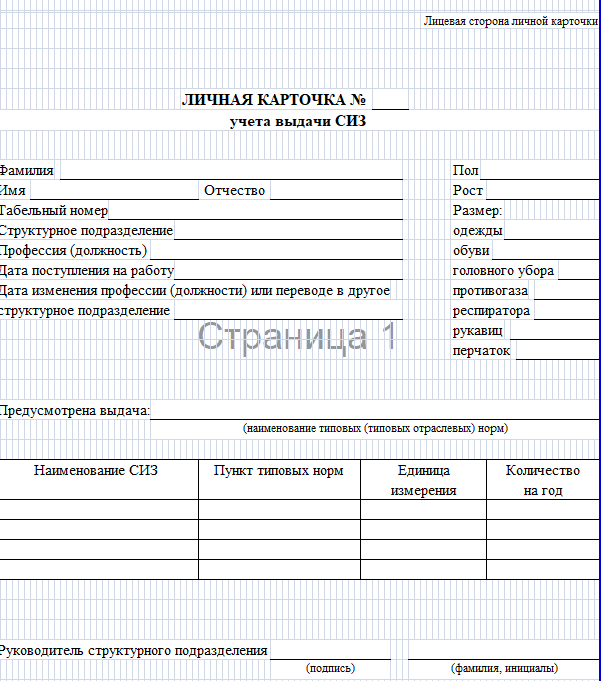 Лицевая сторона личной карточки
ЛИЧНАЯ КАРТОЧКА №
учета выдачи СИЗ
Фамилия Пол
Имя Отчество Рост
Табельный номер Размер:
Структурное подразделение одежды
Профессия (должность) обуви
Дата поступления на работу головного убора
Дата изменения профессии (должности) или переводе в другое противогаза
структурное подразделение респиратора
Страница 1
рукавиц
перчаток
Предусмотрена выдача:
(наименование типовых (типовых отраслевых) норм)
Наименование СИЗ Пункт типовых норм Единица Количество
измерения на год
Руководитель структурного подразделения
(подпись) (фамилия, инициалы)